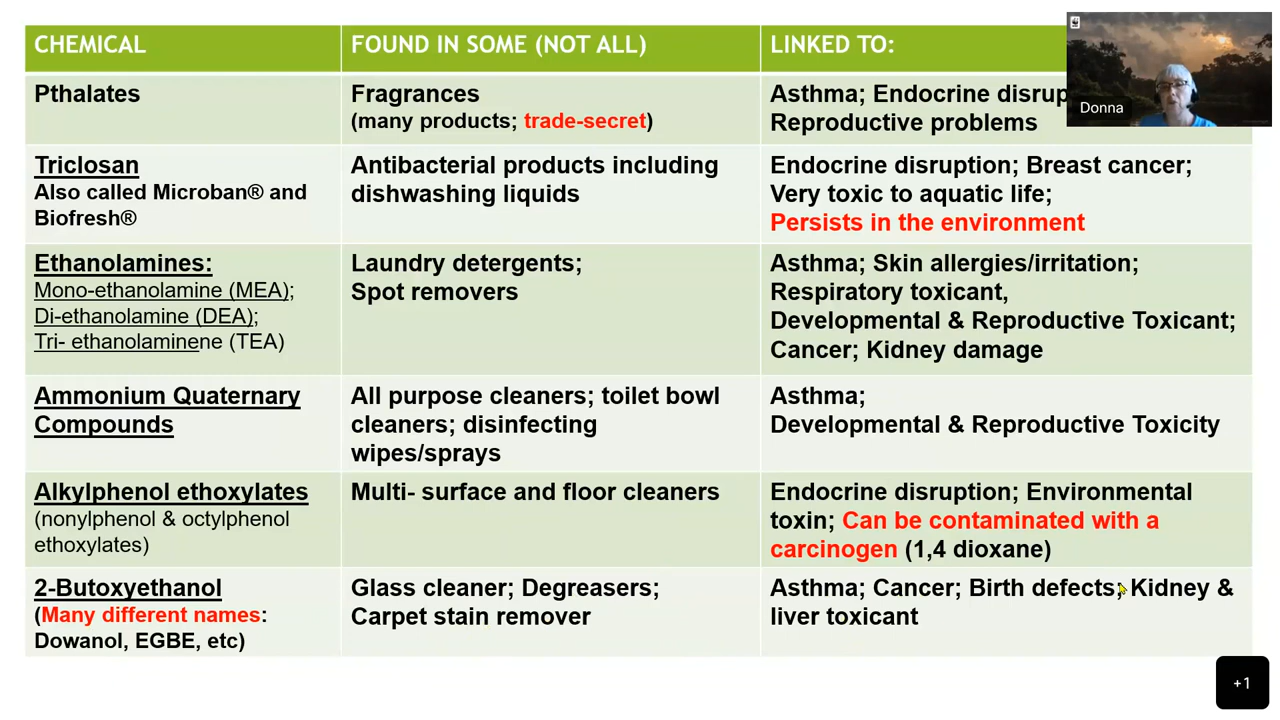 CHEMICAL
FOUND IN SOME (NOT ALL)
LINKED TO:
Pthalates
Fragrances
(many products; trade-secret)
Asthma; Endocrine disrup
Reproductive problems
Donna
Triclosan
Also called Microban® and
Biofresh®
Antibacterial products including
dishwashing liquids
Endocrine disruption; Breast cancer;
Very toxic to aquatic life;
Persists in the environment
Ethanolamines:
Mono-ethanolamine (MEA);
Di-ethanolamine (DEA);
Tri- ethanolaminene (TEA)
Laundry detergents;
Spot removers
Asthma; Skin allergies/irritation;
Respiratory toxicant,
Developmental & Reproductive Toxicant;
Cancer; Kidney damage
Ammonium Quaternary
Compounds
All purpose cleaners; toilet bowl
cleaners; disinfecting
wipes/sprays
Asthma;
Developmental & Reproductive Toxicity
Alkylphenol ethoxylates
(nonylphenol & octylphenol
ethoxylates)
Multi- surface and floor cleaners
Endocrine disruption; Environmental
toxin; Can be contaminated with a
carcinogen (1,4 dioxane)
2-Butoxyethanol
(Many different names:
Dowanol, EGBE, etc)
Glass cleaner; Degreasers;
Carpet stain remover
Asthma; Cancer; Birth defects; Kidney &
liver toxicant
+1